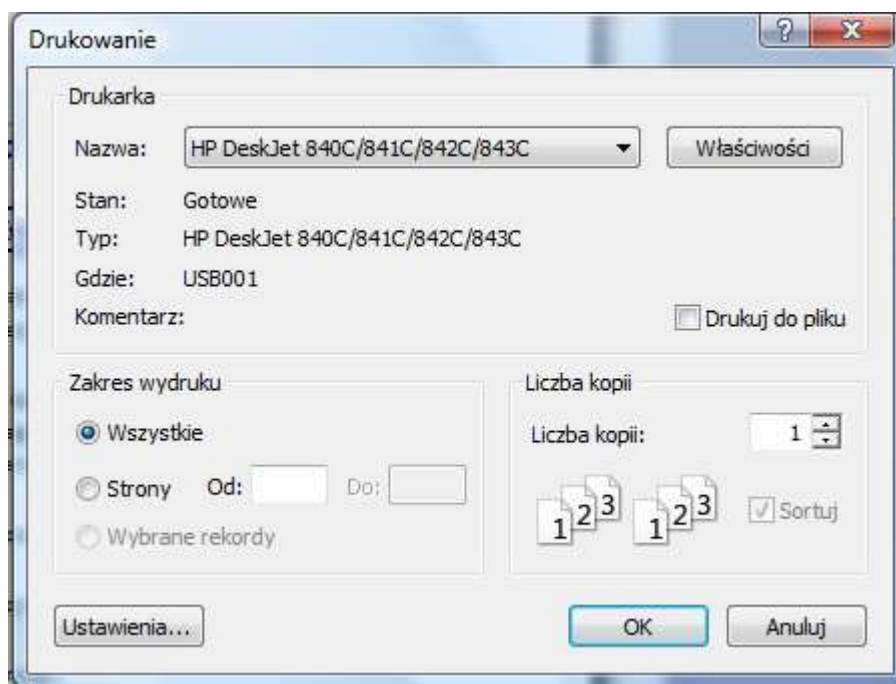 Drukowanie
Drukarka
Nazwa: HP DeskJet 840C/841C/842C/843C Właściwości
Stan: Gotowe
Typ: HP DeskJet 840C/841C/842C/843C
Gdzie: USB001
Komentarz: Drukuj do pliku
Zakres wydruku
Wszystkie
Strony Od: Do:
Wybrane rekordy
Liczba kopii
Liczba kopii: 1
1 2 3 1 2 3 Sortuj
Ustawienia... OK Anuluj